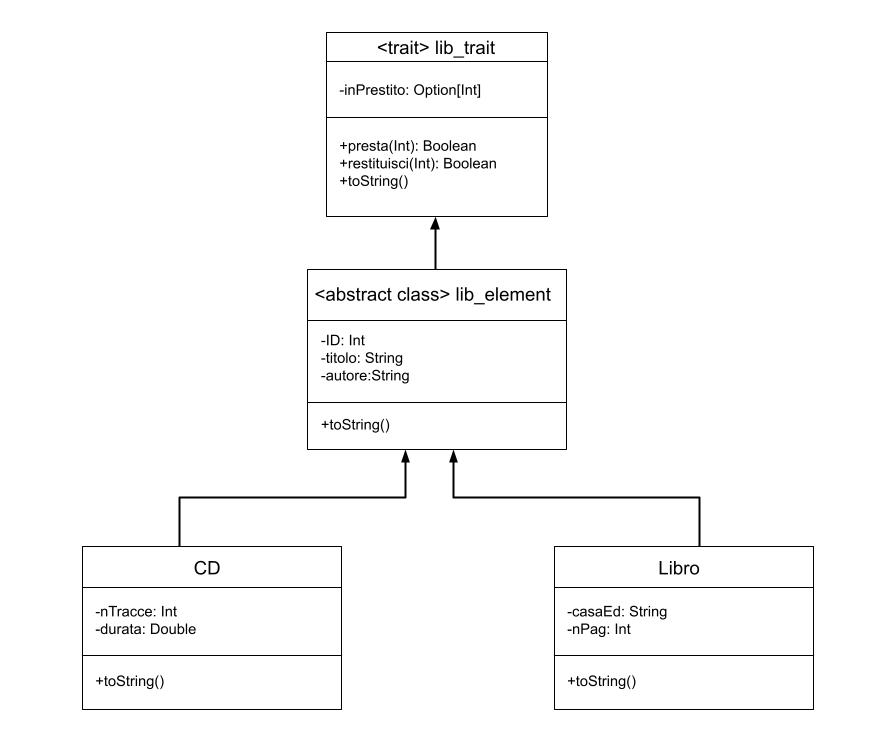 <trait> lib_trait
-inPrestito: Option[Int]
+presta(Int): Boolean
+restituisci(Int): Boolean
+toString()
<abstract class> lib_element
-ID: Int
-titolo: String
-autore:String
+toString()
CD
-nTracce: Int
-durata: Double
+toString()
Libro
-casaEd: String
-nPag: Int
+toString()